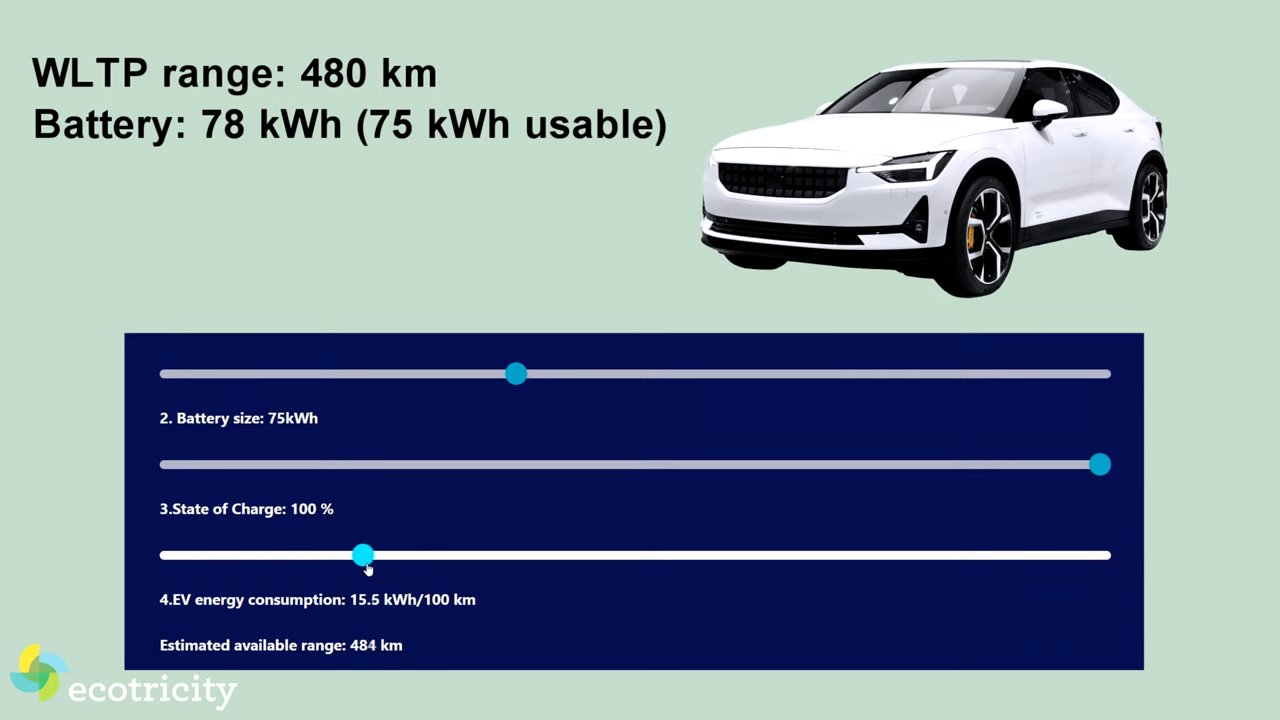 WLTP range: 480 km
Battery: 78 kWh (75 kWh usable)
2. Battery size: 75kWh
3.State of Charge: 100 %
4.EV energy consumption: 15.5 kWh/100 km
Estimated available range: 484 km
ecotricity